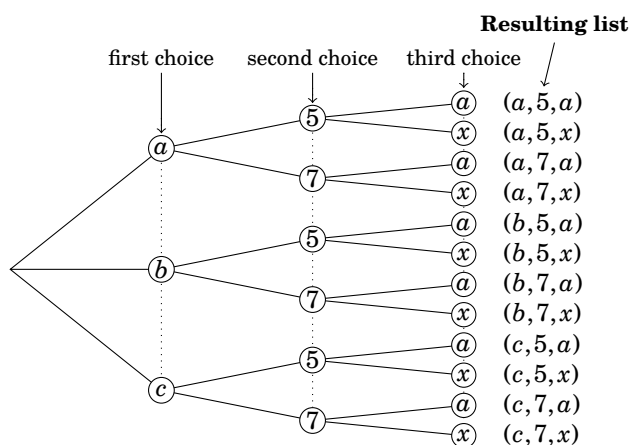 Resulting list
first choice second choice third choice
a (a,5,a)
5
x (a,5,x)
a
a (a,7,a)
7
x (a,7,x)
a (b,5,a)
5
x (b,5,x)
b
a (b,7,a)
7
x (b,7,x)
a (c,5,a)
5
x (c,5,x)
c
a (c,7,a)
7
x (c,7,x)